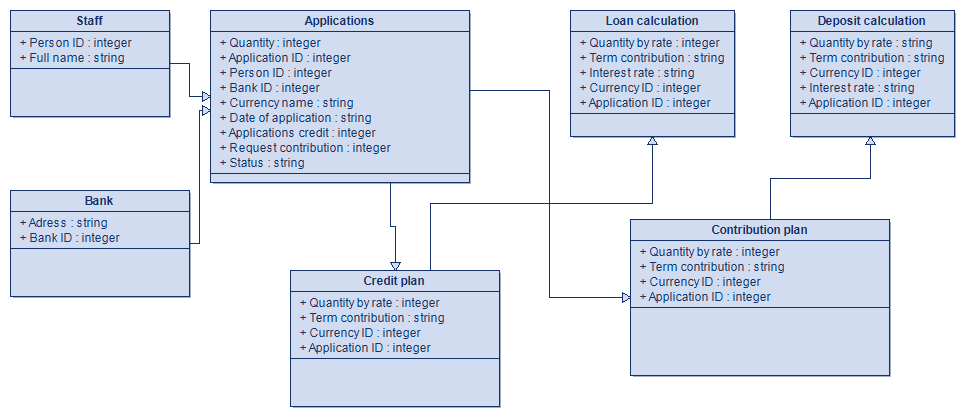 Staff
+ Person ID : integer
+ Full name : string
Applications
+ Quantity : integer
+ Application ID : integer
+ Person ID : integer
+ Bank ID : integer
+ Currency name : string
+ Date of application : string
+ Applications credit : integer
+ Request contribution : integer
+ Status : string
Loan calculation
+ Quantity by rate : integer
+ Term contribution : string
+ Interest rate : string
+ Currency ID : integer
+ Application ID : integer
Deposit calculation
+ Quantity by rate : string
+ Term contribution : string
+ Currency ID : integer
+ Interest rate : string
+ Application ID : integer
Bank
+ Adress : string
+ Bank ID : integer
Credit plan
+ Quantity by rate : integer
+ Term contribution : string
+ Currency ID : integer
+ Application ID : integer
Contribution plan
+ Quantity by rate : integer
+ Term contribution : string
+ Currency ID : integer
+ Application ID : integer